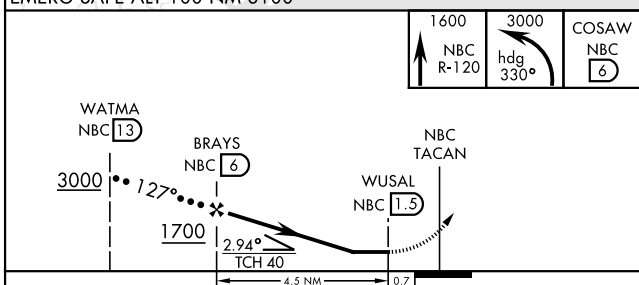 EMERG SAFE ALT 100 NM 3100
1600
NBC
R-120
3000
hdg
330°
COSAW
NBC
6
WATMA
NBC 13
BRAYS
NBC 6
NBC
TACAN
WUSAL
NBC 1.5
3000
127°
1700
2.94°
TCH 40
4.5 NM
0.7